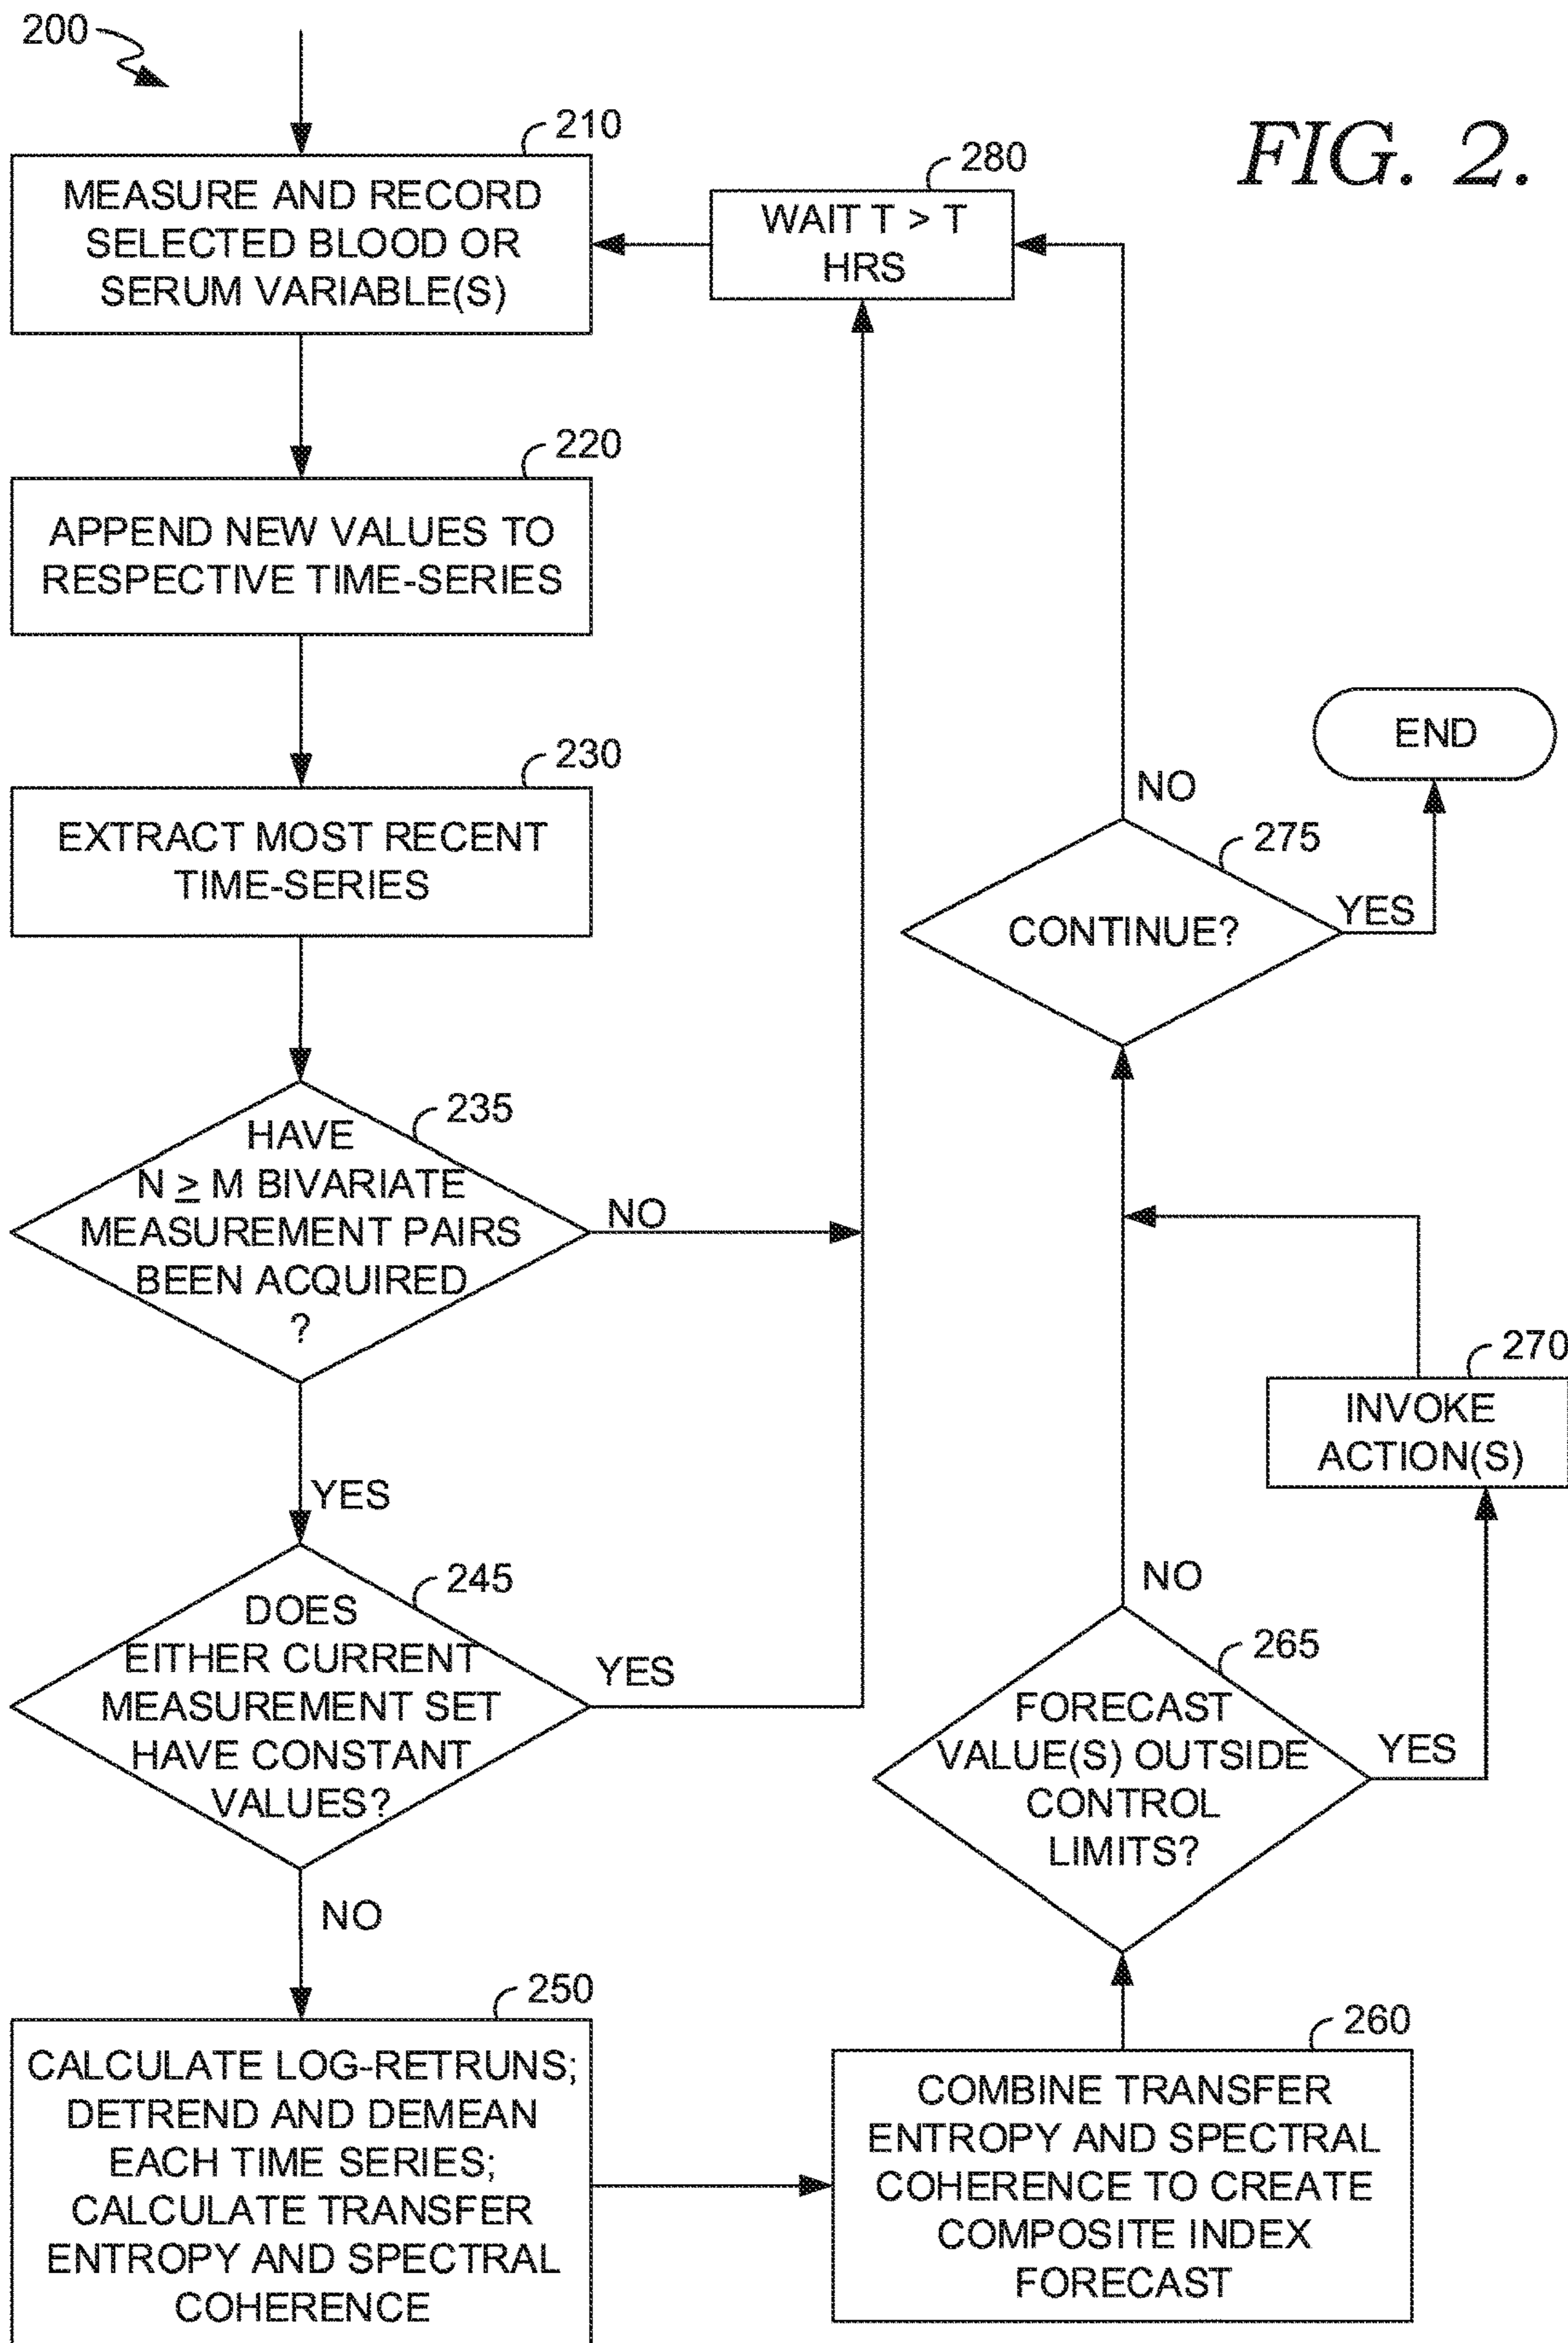 200
FIG. 2.
210
MEASURE AND RECORD
SELECTED BLOOD OR
SERUM VARIABLE(S)
280
WAIT T > T
HRS
220
APPEND NEW VALUES TO
RESPECTIVE TIME-SERIES
230
EXTRACT MOST RECENT
TIME-SERIES
235
HAVE
N ≥ M BIVARIATE
MEASUREMENT PAIRS
BEEN ACQUIRED
?
NO
YES
245
DOES
EITHER CURRENT
MEASUREMENT SET
HAVE CONSTANT
VALUES?
YES
NO
250
CALCULATE LOG-RETRUNS;
DETREND AND DEMEAN
EACH TIME SERIES;
CALCULATE TRANSFER
ENTROPY AND SPECTRAL
COHERENCE
260
COMBINE TRANSFER
ENTROPY AND SPECTRAL
COHERENCE TO CREATE
COMPOSITE INDEX
FORECAST
265
FORECAST
VALUE(S) OUTSIDE
CONTROL
LIMITS?
YES
NO
270
INVOKE
ACTION(S)
275
CONTINUE?
NO
YES
END